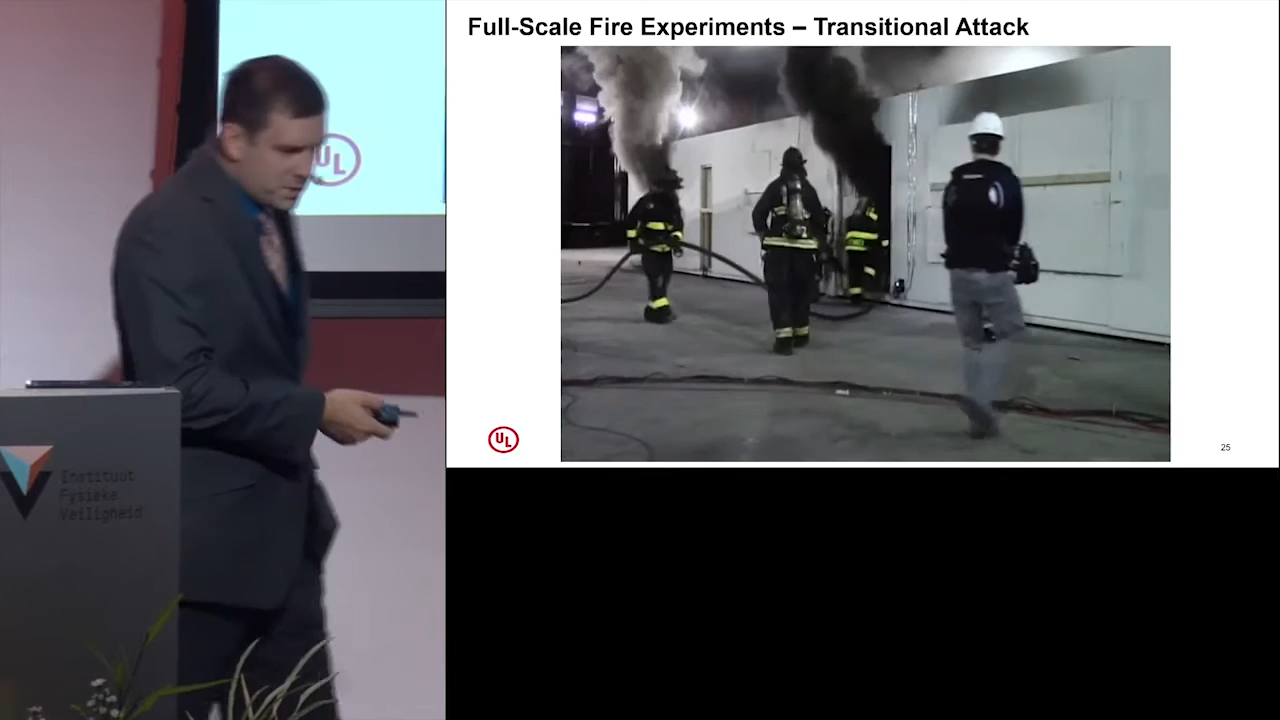 Full-Scale Fire Experiments – Transitional Attack
UL
UL
25
Instituut
Fysieke
Veiligheid